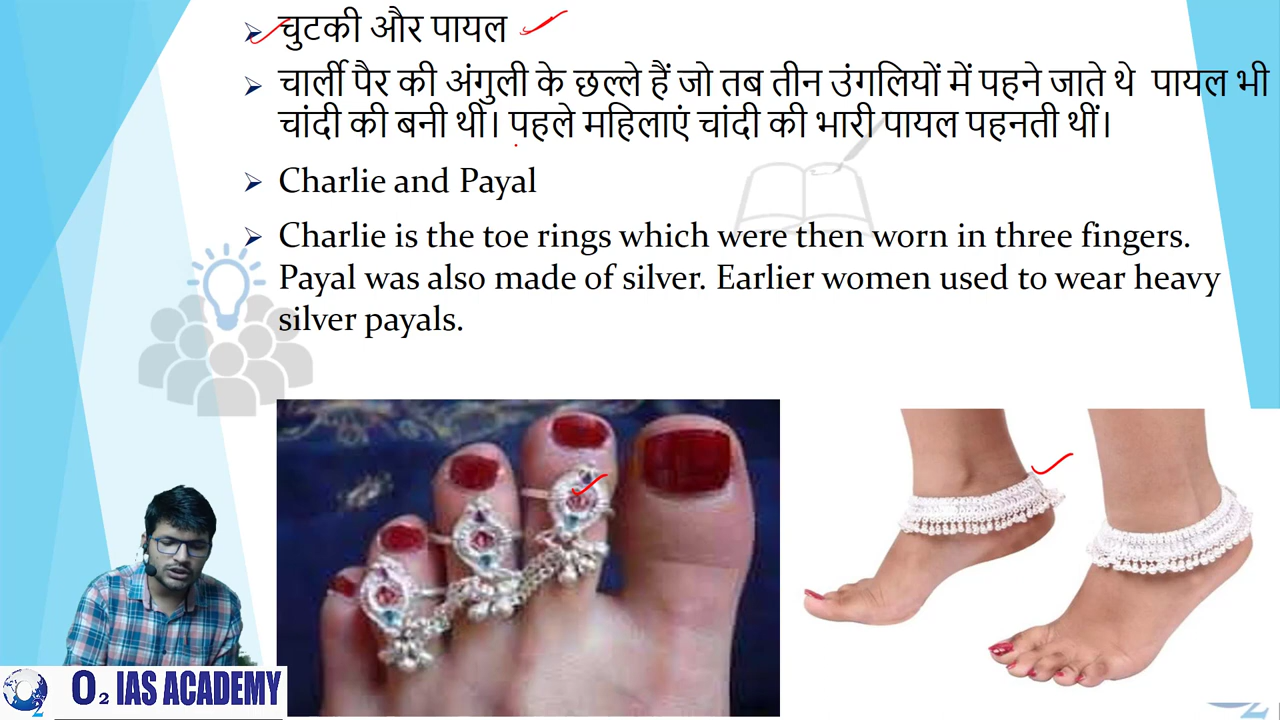 चुटकी और पायल
चार्ली पैर की अंगुली के छल्ले हैं जो तब तीन उंगलियों में पहने जाते थे पायल भी
चांदी की बनी थी। पहले महिलाएं चांदी की भारी पायल पहनती थीं।
Charlie and Payal
Charlie is the toe rings which were then worn in three fingers.
Payal was also made of silver. Earlier women used to wear heavy
silver payals.
O2 IAS ACADEMY
2